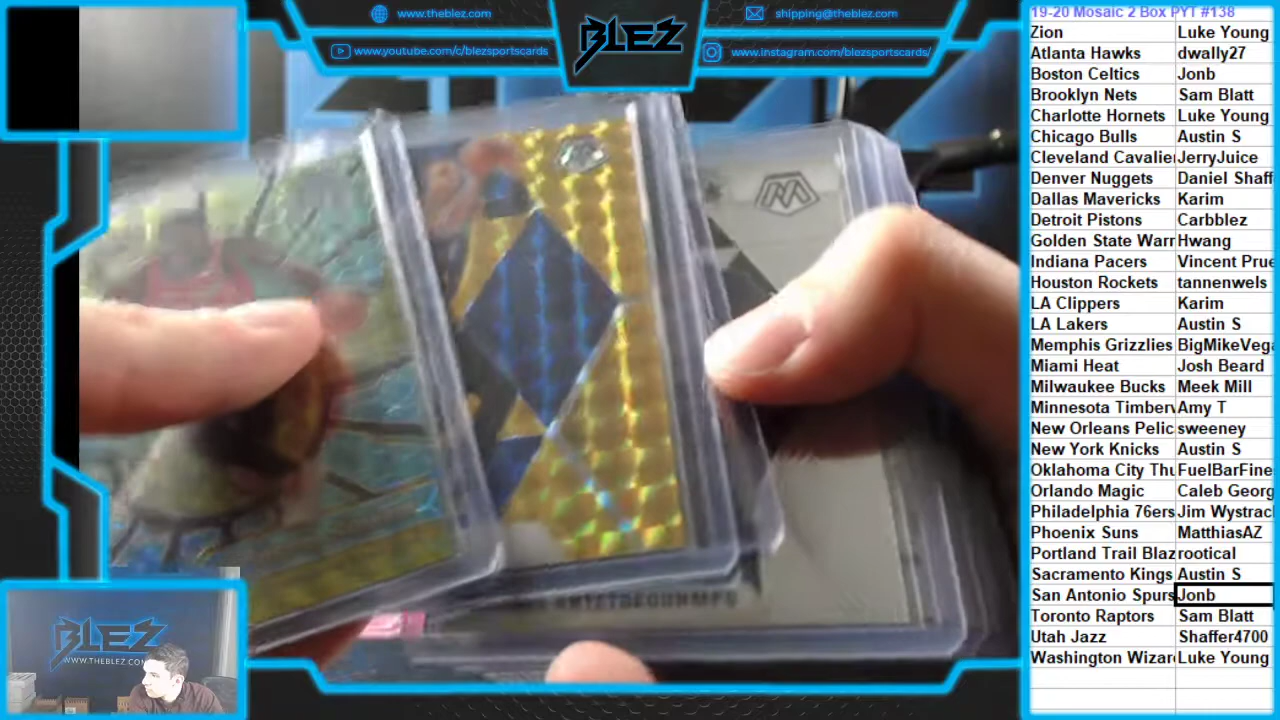 www.theblez.com
www.youtube.com/c/blezsportscards
BLEZ
shipping@theblez.com
www.instagram.com/blezsportscards/
19-20 Mosaic 2 Box PYT #138
Zion Luke Young
Atlanta Hawks dwally27
Boston Celtics Jonb
Brooklyn Nets Sam Blatt
Charlotte Hornets Luke Young
Chicago Bulls Austin S
Cleveland Cavalie JerryJuice
Denver Nuggets Daniel Shaff
Dallas Mavericks Karim
Detroit Pistons Carbblez
Golden State Warr Hwang
Indiana Pacers Vincent Prue
Houston Rockets tannenwels
LA Clippers Karim
LA Lakers Austin S
Memphis Grizzlies BigMikeVega
Miami Heat Josh Beard
Milwaukee Bucks Meek Mill
Minnesota Timberv Amy T
New Orleans Pelic sweeney
New York Knicks Austin S
Oklahoma City Thu FuelBarFine
Orlando Magic Caleb Georg
Philadelphia 76ers Jim Wystrac
Phoenix Suns MatthiasAZ
Portland Trail Blaz rootical
Sacramento Kings Austin S
San Antonio Spurs Jonb
Toronto Raptors Sam Blatt
Utah Jazz Shaffer4700
Washington Wizar Luke Young
BLEZ
WWW.THEBLEZ.COM